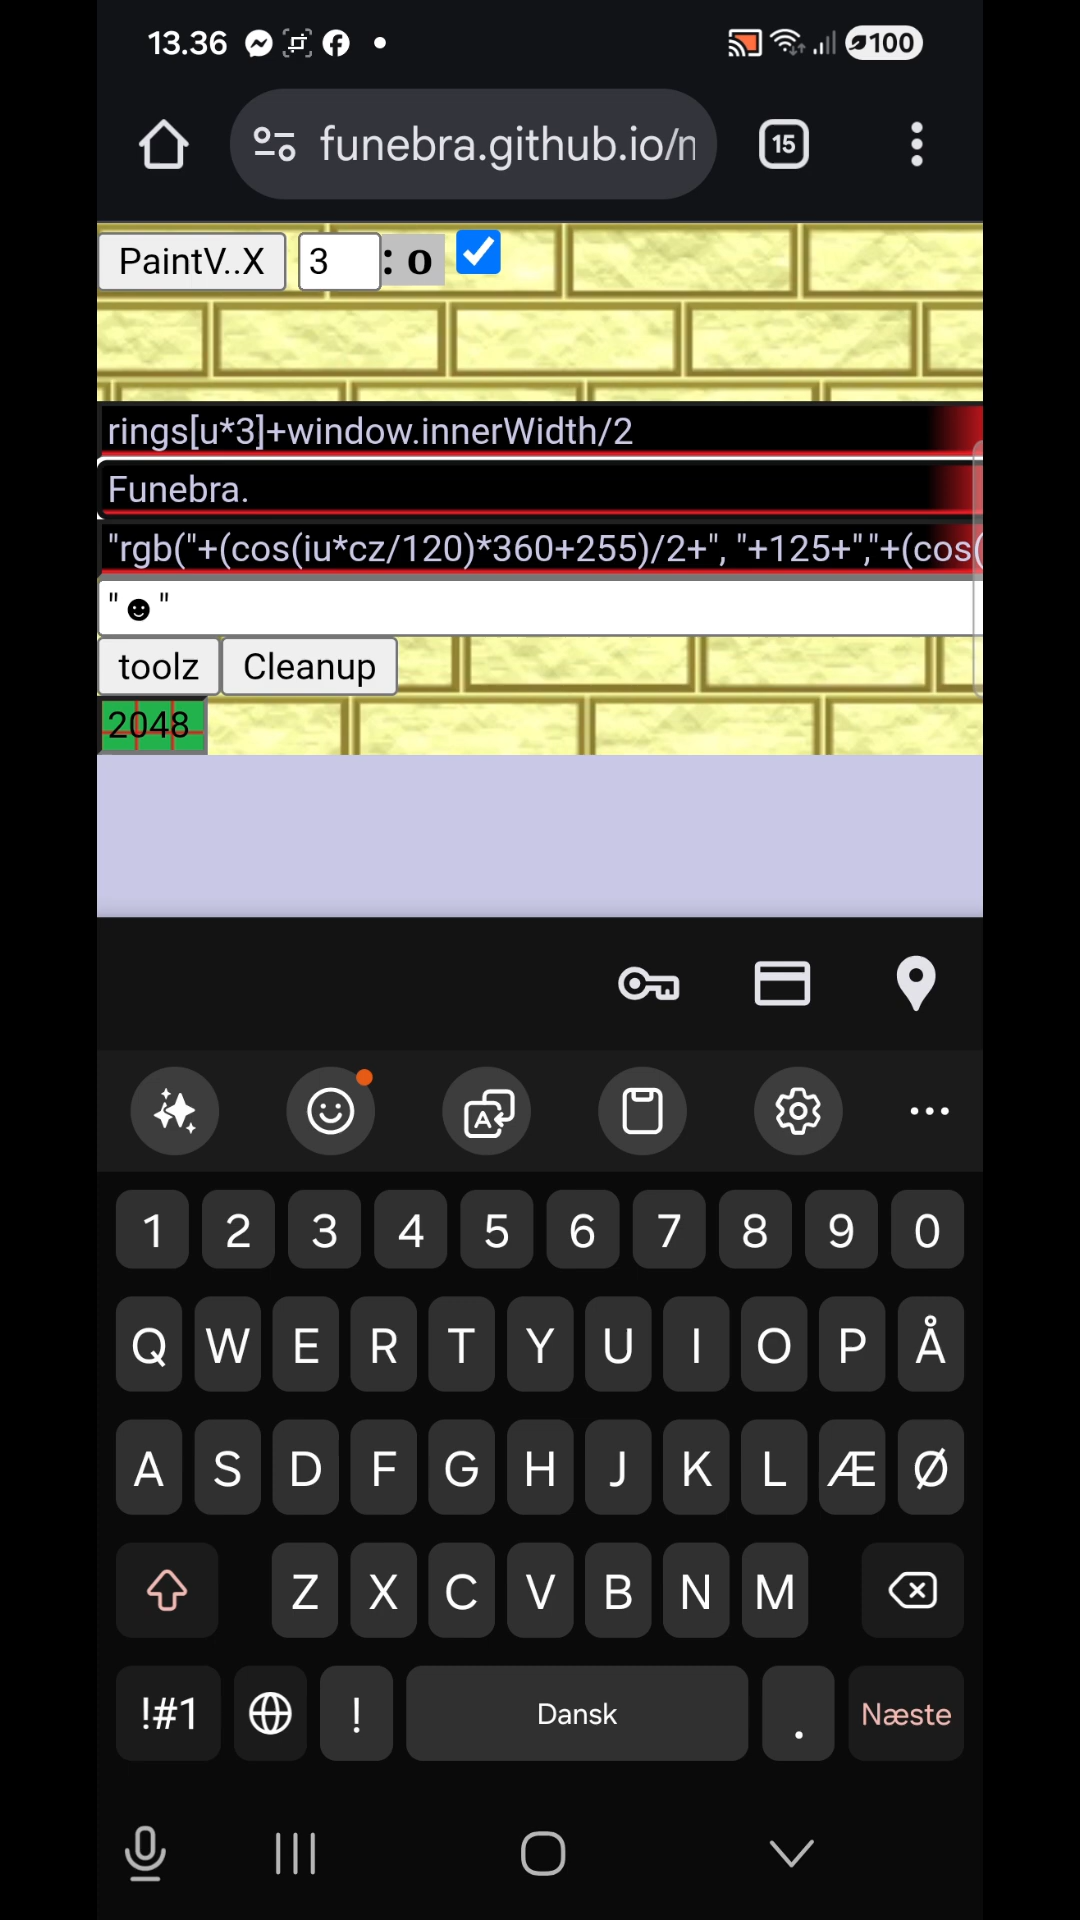 13.36 100
funebra.github.io/n 15
PaintV..X 3 : o
rings[u*3]+window.innerWidth/2
Funebra.
"rgb("+(cos(iu*cz/120)*360+255)/2+", "+125+","+(cos(
"☻"
toolz Cleanup
2048
A
1 2 3 4 5 6 7 8 9 0
Q W E R T Y U I O P Å
A S D F G H J K L Æ Ø
Z X C V B N M
!#1 ! Dansk . Næste